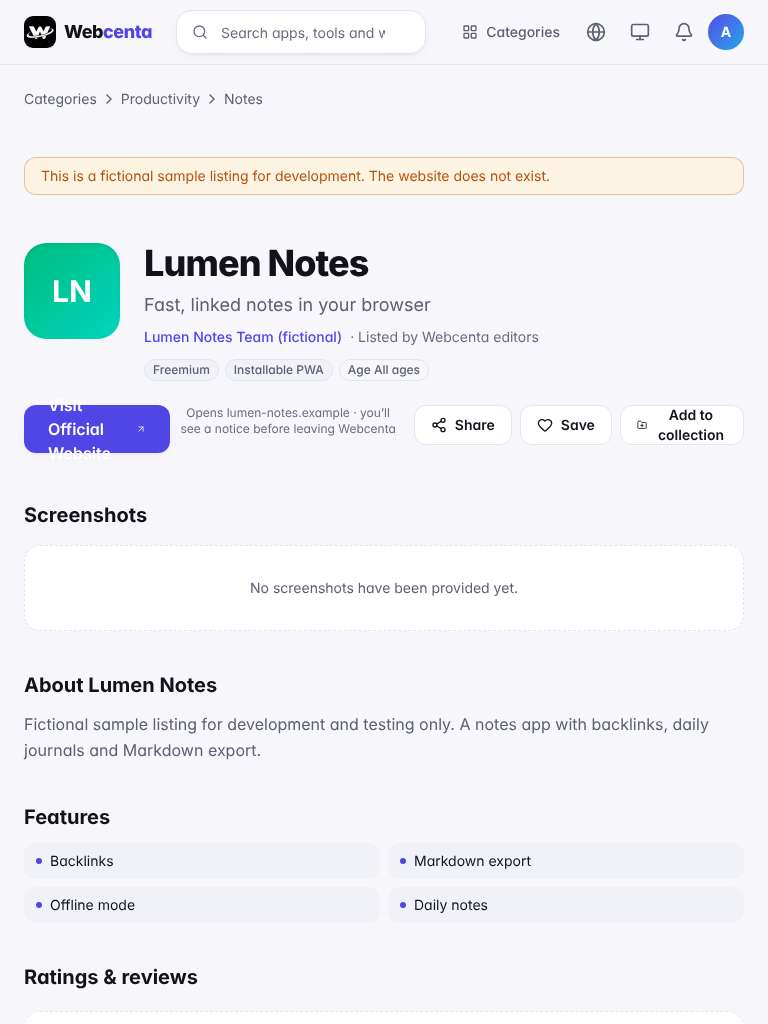 Webcenta
Search apps, tools and w
Categories
A
Categories > Productivity > Notes
This is a fictional sample listing for development. The website does not exist.
LN
Lumen Notes
Fast, linked notes in your browser
Lumen Notes Team (fictional) · Listed by Webcenta editors
Freemium
Installable PWA
Age All ages
Visit
Official
Website
Opens lumen-notes.example · you'll
see a notice before leaving Webcenta
Share
Save
Add to
collection
Screenshots
No screenshots have been provided yet.
About Lumen Notes
Fictional sample listing for development and testing only. A notes app with backlinks, daily
journals and Markdown export.
Features
Backlinks
Markdown export
Offline mode
Daily notes
Ratings & reviews